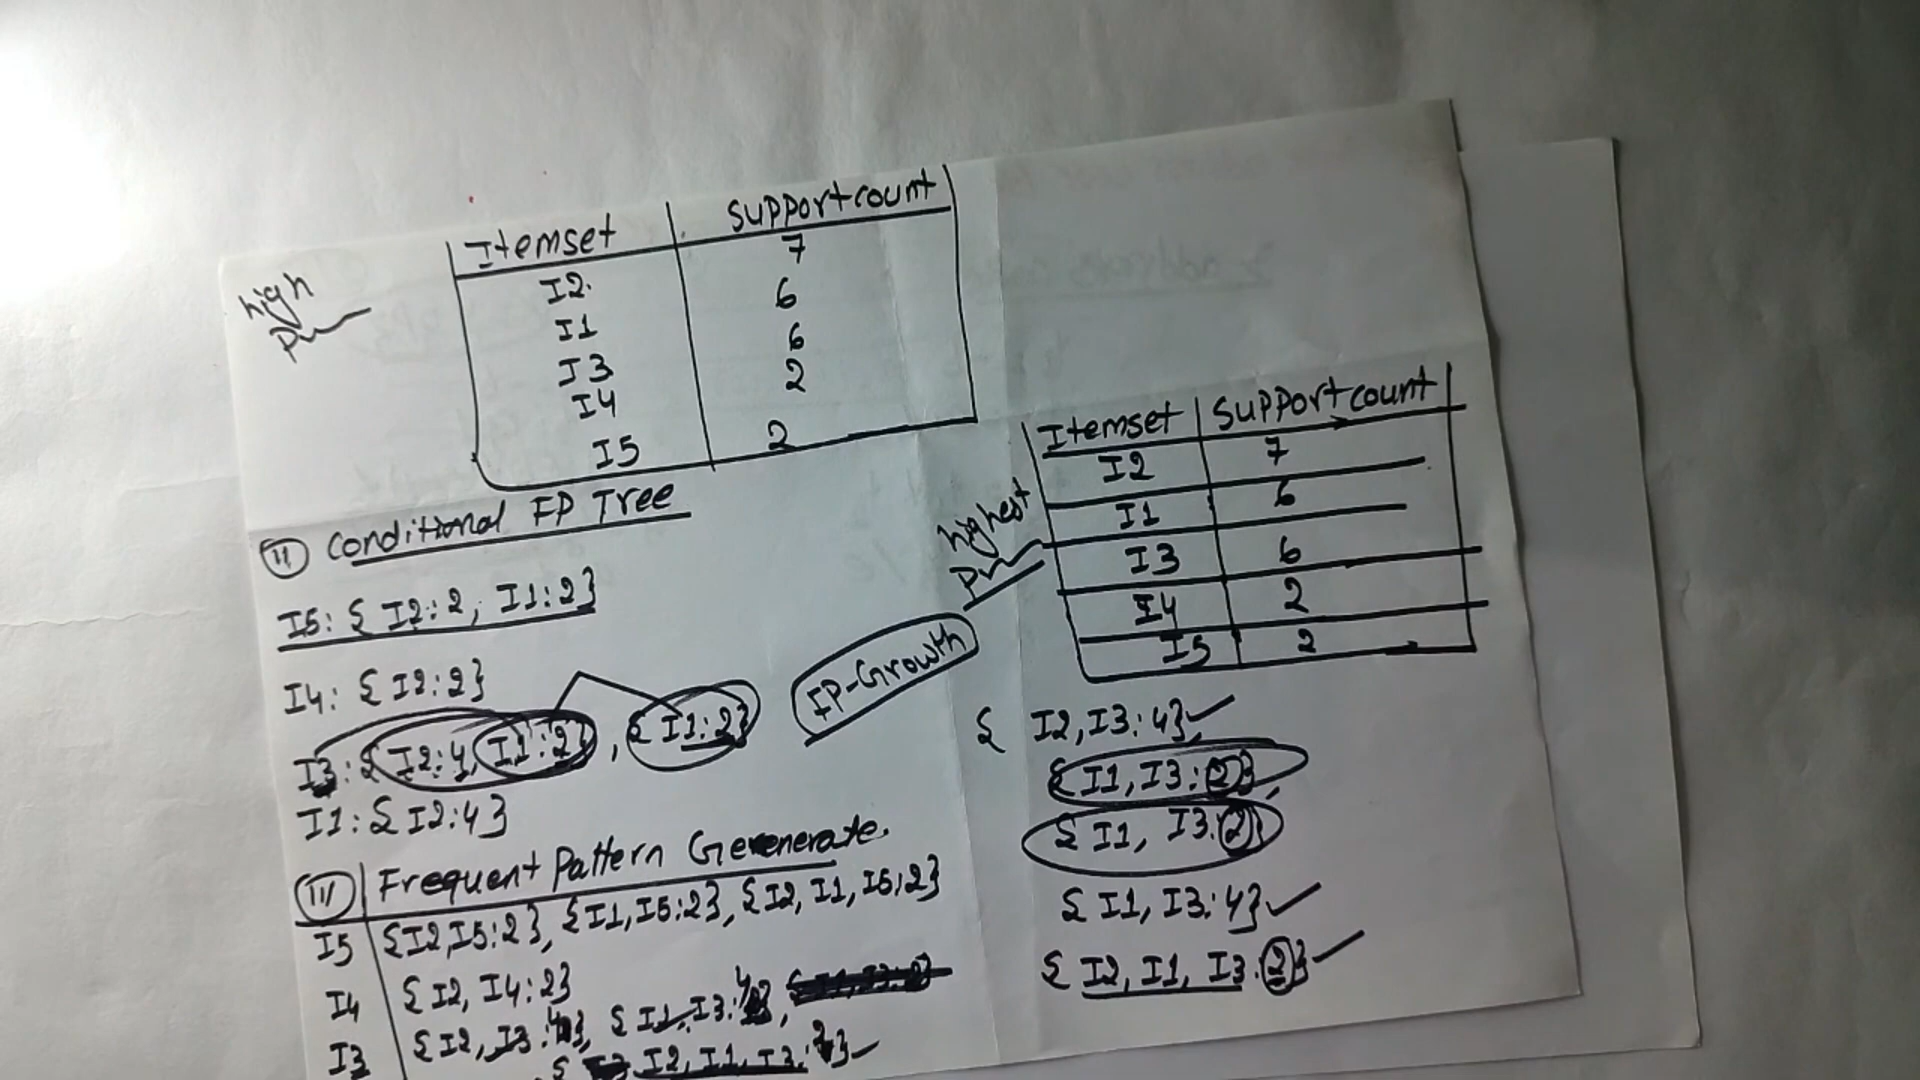 Itemset Supportcount
7
I2. 6
I1 6
I3 2
I4
I5 2
high
II Conditional FP Tree
I5: { I2:2, I1:2}
I4: { I2:2}
I3: { I2:4, I1:2}, { I1:2}
I1: { I2:4}
III Frequent Pattern Gerenerate.
I5 {I2,I5:2}, {I1,I5:2}, {I2, I1, I5:2}
I4 {I2, I4:2}
I3 {I2, I3:4}, {I1, I3:4},
{ I2, I1, I3:2}
FP-Growth
highest
Itemset Supportcount
I2 7
I1 6
I3 6
I4 2
I5 2
{ I2, I3:4}
{ I1, I3:2},
{ I1, I3:2}
{ I1, I3:4}
{ I2, I1, I3:2}